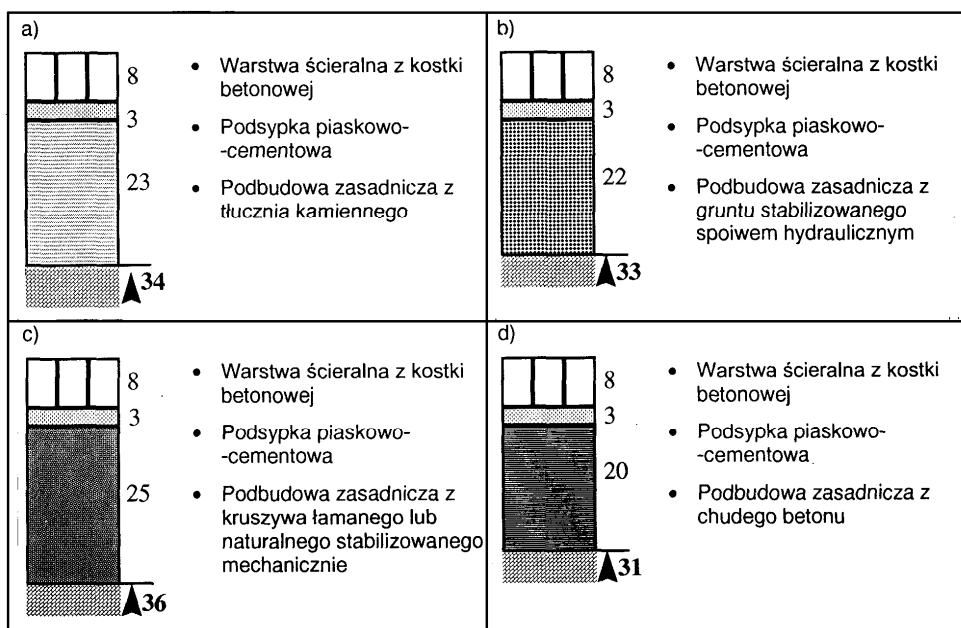 a)
8
3
23
34
• Warstwa ścieralna z kostki
betonowej
• Podsypka piaskowo-
-cementowa
• Podbudowa zasadnicza z
tłucznia kamiennego
b)
8
3
22
33
• Warstwa ścieralna z kostki
betonowej
• Podsypka piaskowo-
-cementowa
• Podbudowa zasadnicza z
gruntu stabilizowanego
spoiwem hydraulicznym
c)
8
3
25
36
• Warstwa ścieralna z kostki
betonowej
• Podsypka piaskowo-
-cementowa
• Podbudowa zasadnicza z
kruszywa łamanego lub
naturalnego stabilizowanego
mechanicznie
d)
8
3
20
31
• Warstwa ścieralna z kostki
betonowej
• Podsypka piaskowo-
-cementowa
• Podbudowa zasadnicza z
chudego betonu